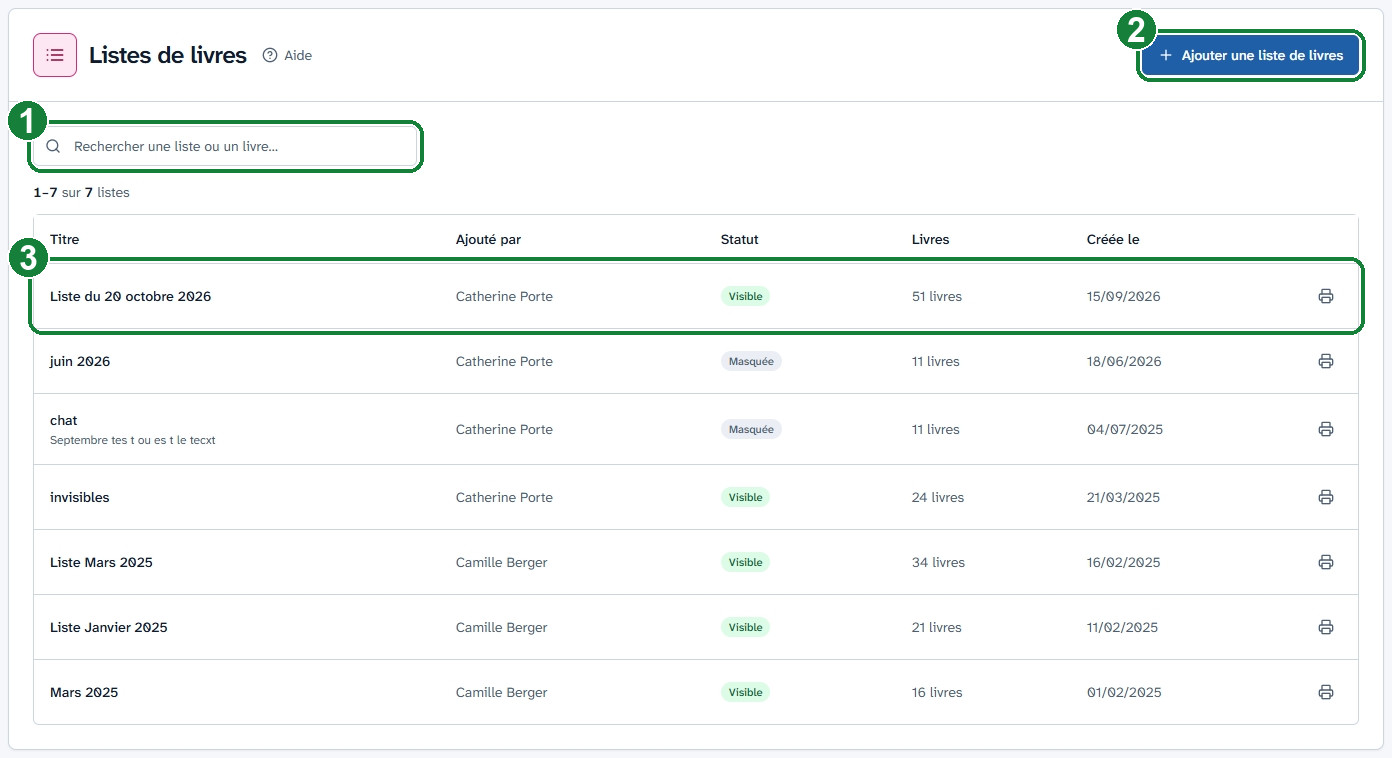 Listes de livres
Aide
2
+ Ajouter une liste de livres
1
Rechercher une liste ou un livre...
1–7 sur 7 listes
Titre Ajouté par Statut Livres Créée le
3
Liste du 20 octobre 2026 Catherine Porte Visible 51 livres 15/09/2026
juin 2026 Catherine Porte Masquée 11 livres 18/06/2026
chat Catherine Porte Masquée 11 livres 04/07/2025
Septembre tes t ou es t le tecxt
invisibles Catherine Porte Visible 24 livres 21/03/2025
Liste Mars 2025 Camille Berger Visible 34 livres 16/02/2025
Liste Janvier 2025 Camille Berger Visible 21 livres 11/02/2025
Mars 2025 Camille Berger Visible 16 livres 01/02/2025